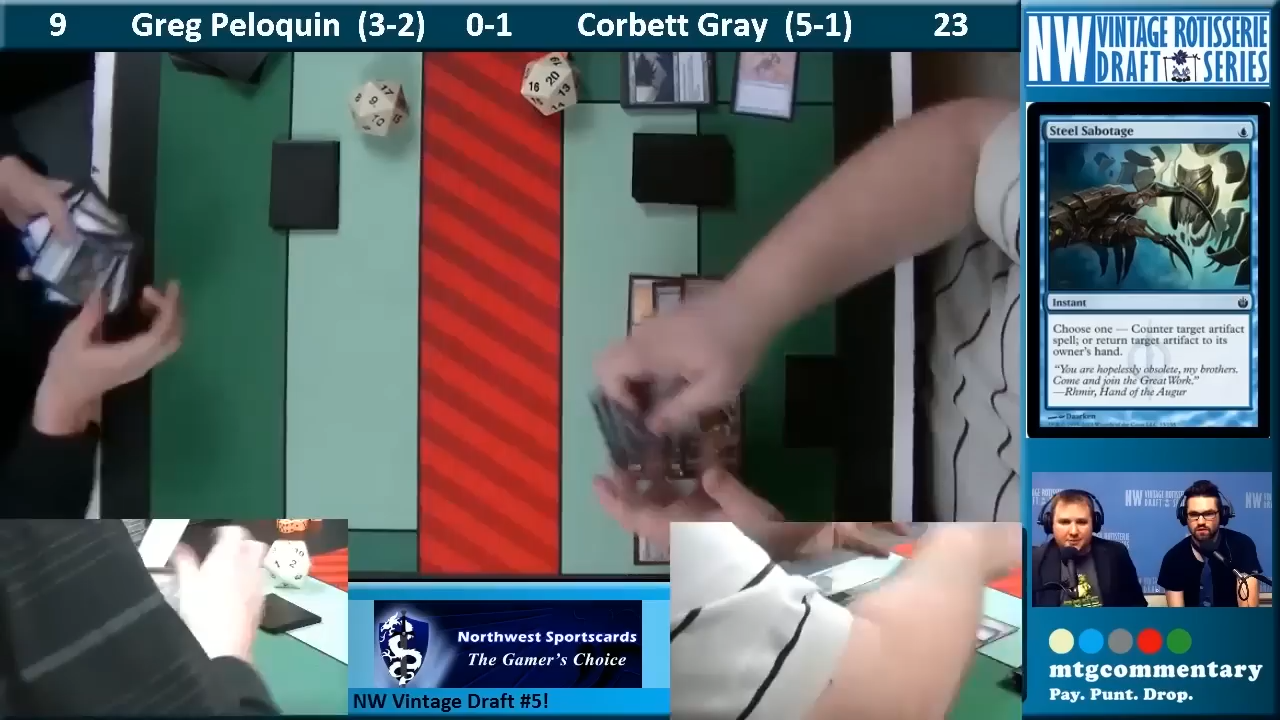 9 Greg Peloquin (3-2) 0-1 Corbett Gray (5-1) 23
NW VINTAGE ROTISSERIE
DRAFT SERIES
Steel Sabotage
Instant
Choose one — Counter target artifact
spell; or return target artifact to its
owner's hand.
"You are hopelessly obsolete, my brothers.
Come and join the Great Work."
—Rhmir, Hand of the Augur
Daarken
Northwest Sportscards
The Gamer's Choice
NW Vintage Draft #5!
mtgcommentary
Pay. Punt. Drop.